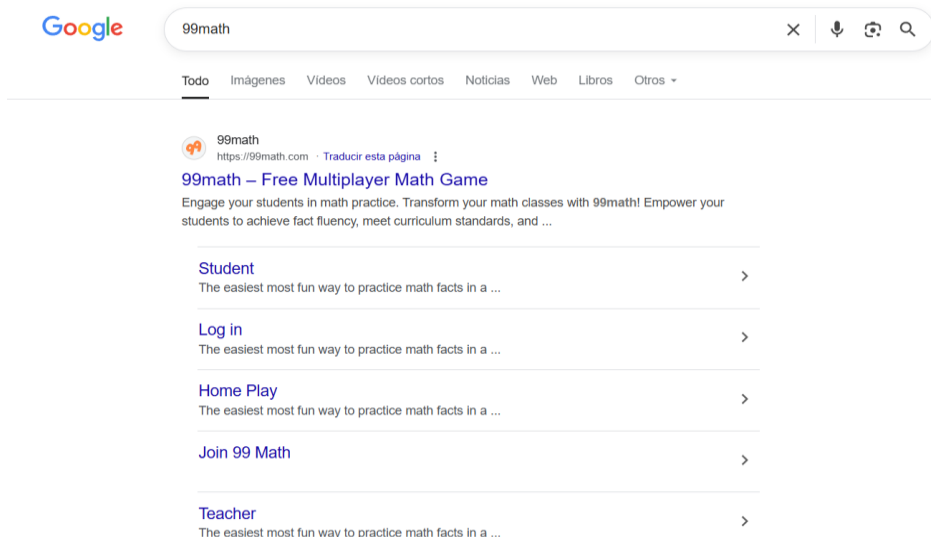 Google
99math
Todo Imágenes Vídeos Vídeos cortos Noticias Web Libros Otros
99
99math
https://99math.com · Traducir esta página
99math – Free Multiplayer Math Game
Engage your students in math practice. Transform your math classes with 99math! Empower your
students to achieve fact fluency, meet curriculum standards, and ...
Student
The easiest most fun way to practice math facts in a ...
Log in
The easiest most fun way to practice math facts in a ...
Home Play
The easiest most fun way to practice math facts in a ...
Join 99 Math
Teacher
The easiest most fun way to practice math facts in a ...